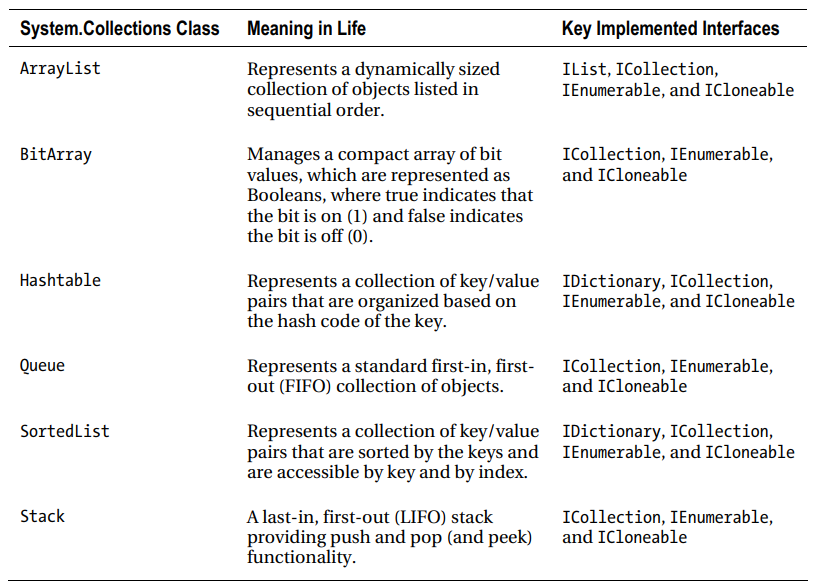 System.Collections Class Meaning in Life Key Implemented Interfaces
ArrayList Represents a dynamically sized IList, ICollection,
collection of objects listed in IEnumerable, and ICloneable
sequential order.
BitArray Manages a compact array of bit ICollection, IEnumerable,
values, which are represented as and ICloneable
Booleans, where true indicates that
the bit is on (1) and false indicates
the bit is off (0).
Hashtable Represents a collection of key/value IDictionary, ICollection,
pairs that are organized based on IEnumerable, and ICloneable
the hash code of the key.
Queue Represents a standard first-in, first- ICollection, IEnumerable,
out (FIFO) collection of objects. and ICloneable
SortedList Represents a collection of key/value IDictionary, ICollection,
pairs that are sorted by the keys and IEnumerable, and ICloneable
are accessible by key and by index.
Stack A last-in, first-out (LIFO) stack ICollection, IEnumerable,
providing push and pop (and peek) and ICloneable
functionality.